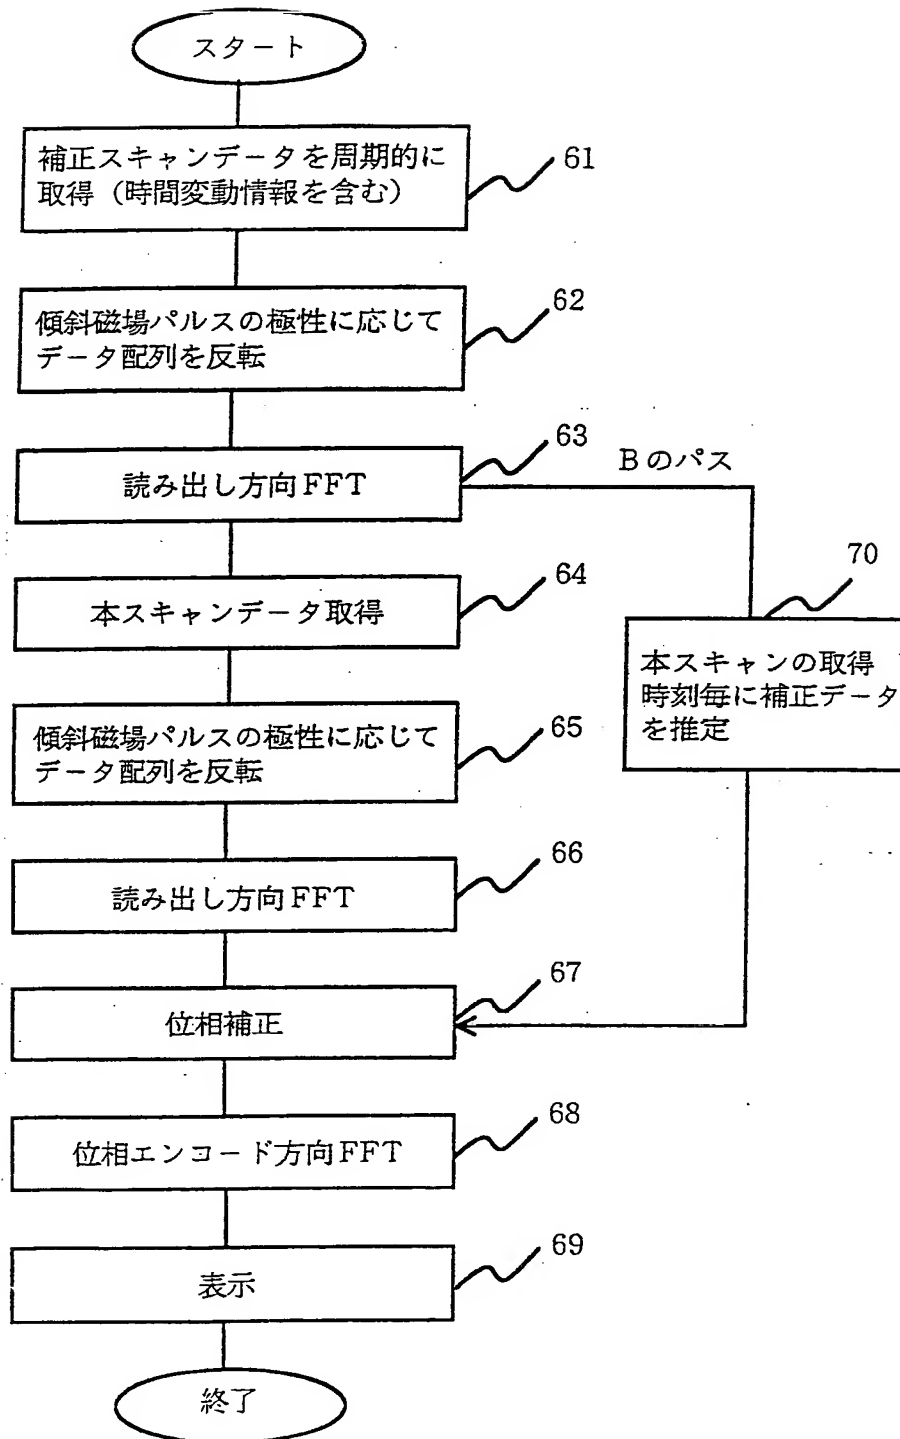 スタート
補正スキャンデータを周期的に
取得（時間変動情報を含む）
61
傾斜磁場パルスの極性に応じて
データ配列を反転
62
読み出し方向FFT
63
Bのパス
本スキャンデータ取得
64
70
本スキャンの取得
時刻毎に補正データ
を推定
傾斜磁場パルスの極性に応じて
データ配列を反転
65
読み出し方向FFT
66
位相補正
67
位相エンコード方向FFT
68
表示
69
終了